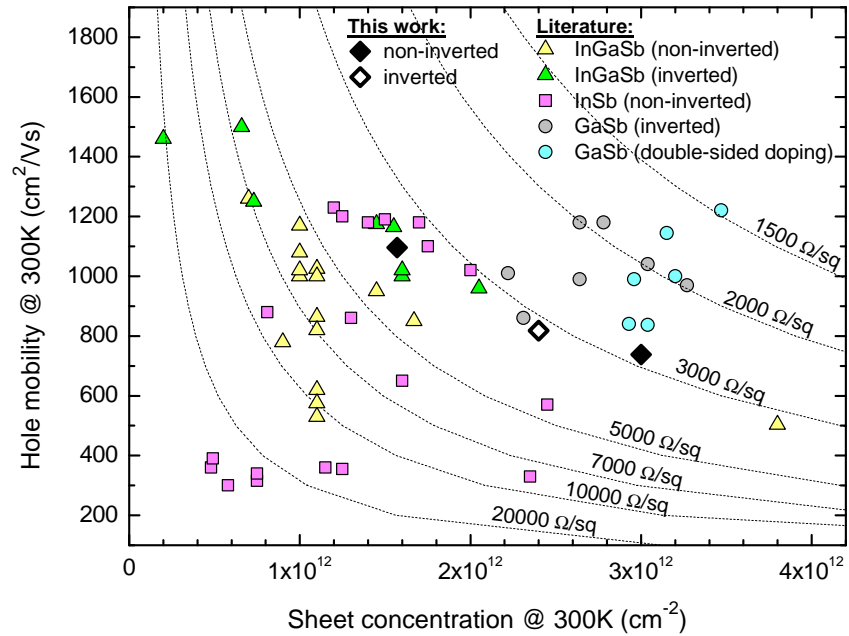 This work:
non-inverted
inverted
Literature:
InGaSb (non-inverted)
InGaSb (inverted)
InSb (non-inverted)
GaSb (inverted)
GaSb (double-sided doping)
1800
1600
1400
1200
1000
800
600
400
200
Hole mobility @ 300K (cm²/Vs)
1500 Ω/sq
2000 Ω/sq
3000 Ω/sq
5000 Ω/sq
7000 Ω/sq
10000 Ω/sq
20000 Ω/sq
0
1x10¹²
2x10¹²
3x10¹²
4x10¹²
Sheet concentration @ 300K (cm⁻²)